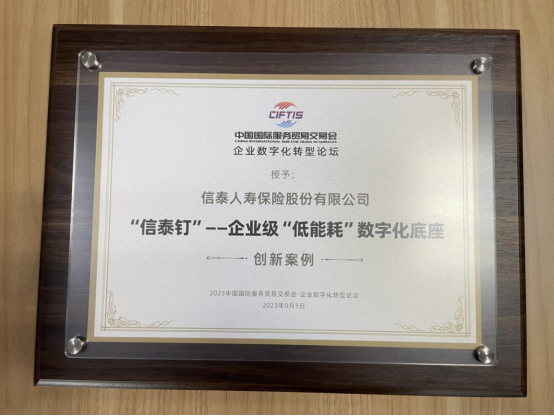 CIFTIS
中国国际服务贸易交易会
CHINA INTERNATIONAL FAIR FOR TRADE IN SERVICES
企业数字化转型论坛
授予：
信泰人寿保险股份有限公司
“信泰钉”——企业级“低能耗”数字化底座
创新案例
2023中国国际服务贸易交易会-企业数字化转型论坛
2023年9月5日